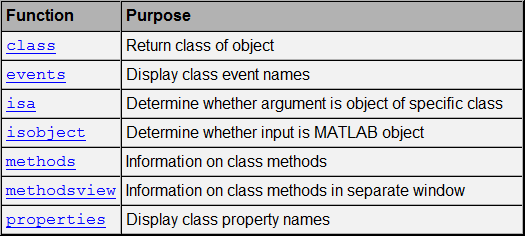 Function Purpose
class Return class of object
events Display class event names
isa Determine whether argument is object of specific class
isobject Determine whether input is MATLAB object
methods Information on class methods
methodsview Information on class methods in separate window
properties Display class property names